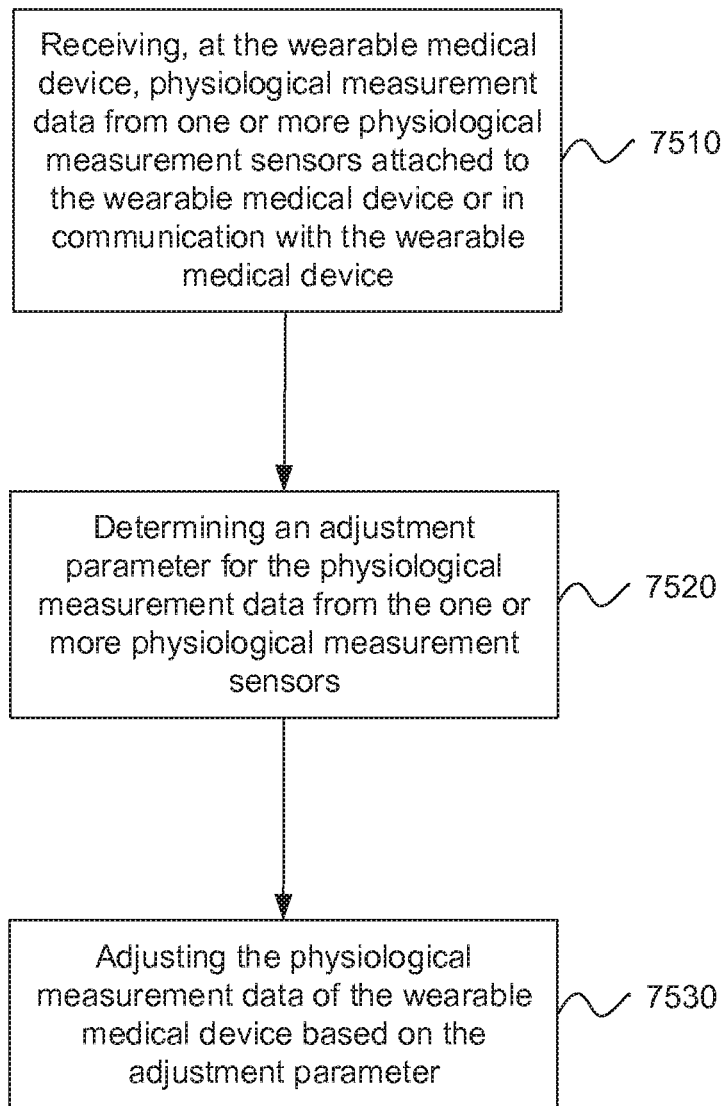 Receiving, at the wearable medical
device, physiological measurement
data from one or more physiological
measurement sensors attached to
the wearable medical device or in
communication with the wearable
medical device
7510
Determining an adjustment
parameter for the physiological
measurement data from the one or
more physiological measurement
sensors
7520
Adjusting the physiological
measurement data of the wearable
medical device based on the
adjustment parameter
7530